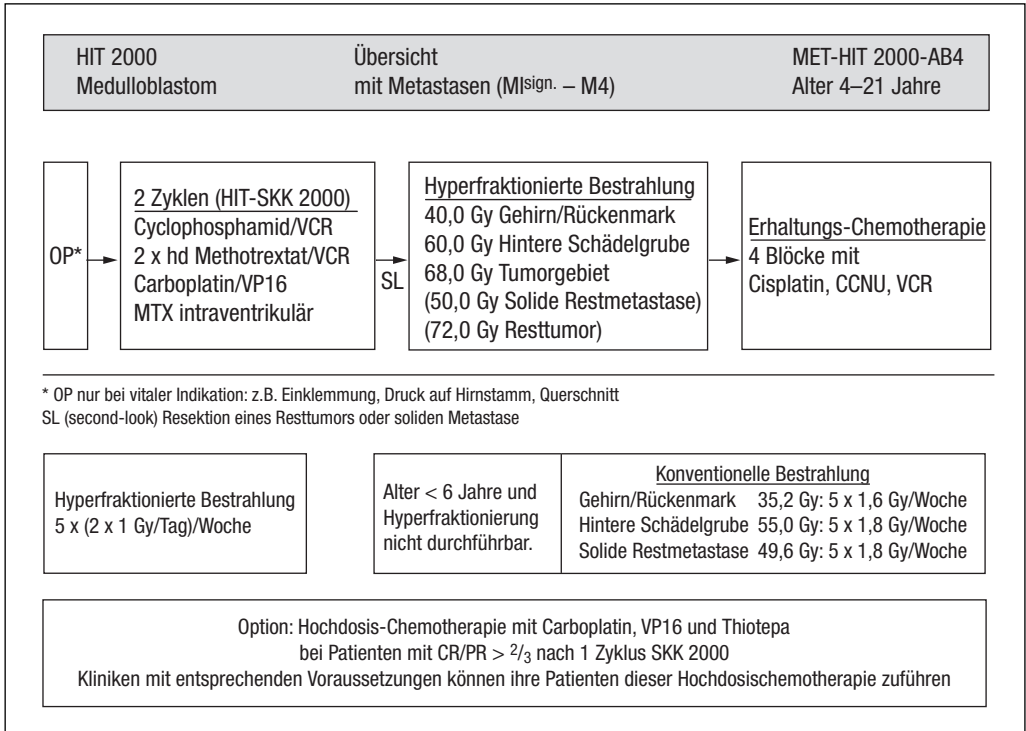 HIT 2000 Übersicht MET-HIT 2000-AB4
Medulloblastom mit Metastasen (MIsign. – M4) Alter 4–21 Jahre
OP*
2 Zyklen (HIT-SKK 2000)
Cyclophosphamid/VCR
2 x hd Methotrextat/VCR
Carboplatin/VP16
MTX intraventrikulär
SL
Hyperfraktionierte Bestrahlung
40,0 Gy Gehirn/Rückenmark
60,0 Gy Hintere Schädelgrube
68,0 Gy Tumorgebiet
(50,0 Gy Solide Restmetastase)
(72,0 Gy Resttumor)
Erhaltungs-Chemotherapie
4 Blöcke mit
Cisplatin, CCNU, VCR
* OP nur bei vitaler Indikation: z.B. Einklemmung, Druck auf Hirnstamm, Querschnitt
SL (second-look) Resektion eines Resttumors oder soliden Metastase
Hyperfraktionierte Bestrahlung
5 x (2 x 1 Gy/Tag)/Woche
Alter < 6 Jahre und
Hyperfraktionierung
nicht durchführbar.
Konventionelle Bestrahlung
Gehirn/Rückenmark 35,2 Gy: 5 x 1,6 Gy/Woche
Hintere Schädelgrube 55,0 Gy: 5 x 1,8 Gy/Woche
Solide Restmetastase 49,6 Gy: 5 x 1,8 Gy/Woche
Option: Hochdosis-Chemotherapie mit Carboplatin, VP16 und Thiotepa
bei Patienten mit CR/PR > 2/3 nach 1 Zyklus SKK 2000
Kliniken mit entsprechenden Voraussetzungen können ihre Patienten dieser Hochdosischemotherapie zuführen